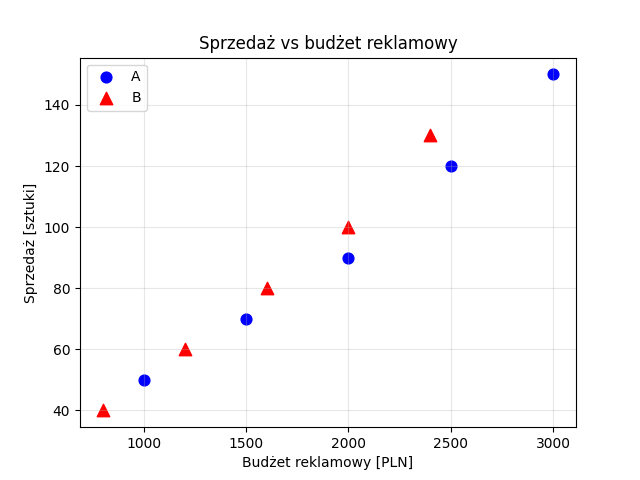 Sprzedaż vs budżet reklamowy
A
B
140
120
100
80
60
40
Sprzedaż [sztuki]
1000 1500 2000 2500 3000
Budżet reklamowy [PLN]